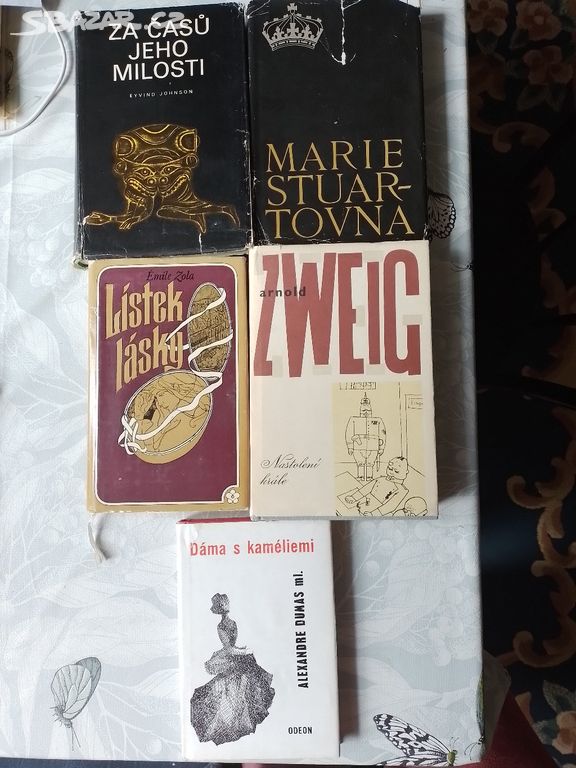 SBAZAR.CZ
ZA ČASŮ
JEHO
MILOSTI
EYVIND JOHNSON
MARIE
STUAR-
TOVNA
Emile Zola
Lístek
lásky
arnold
ZWEIG
Nastolení
krále
Dáma s kaméliemi
ALEXANDRE DUMAS ml.
ODEON